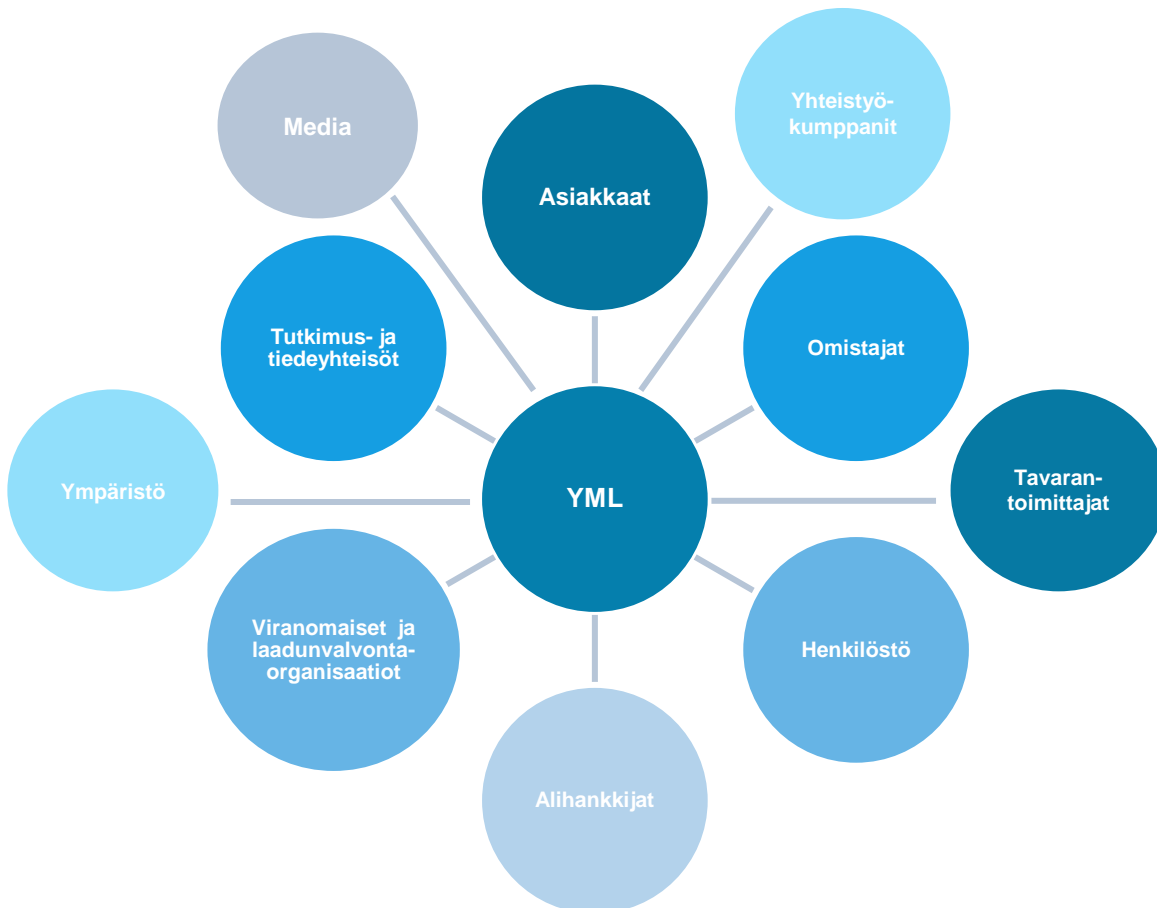 Media
Asiakkaat
Yhteistyö-
kumppanit
Tutkimus- ja
tiedeyhteisöt
Omistajat
Ympäristö
YML
Tavaran-
toimittajat
Viranomaiset ja
laadunvalvonta-
organisaatiot
Henkilöstö
Alihankkijat